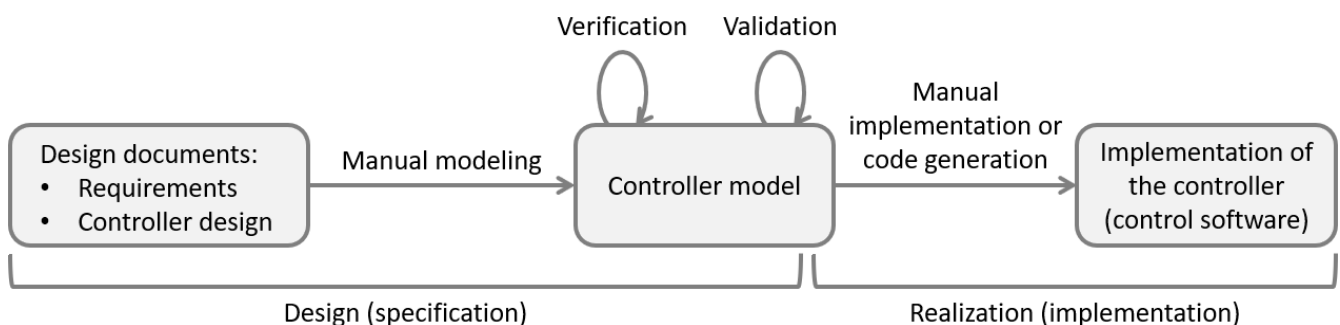 Verification
Validation
Design documents:
• Requirements
• Controller design
Manual modeling
Controller model
Manual
implementation or
code generation
Implementation of
the controller
(control software)
Design (specification)
Realization (implementation)